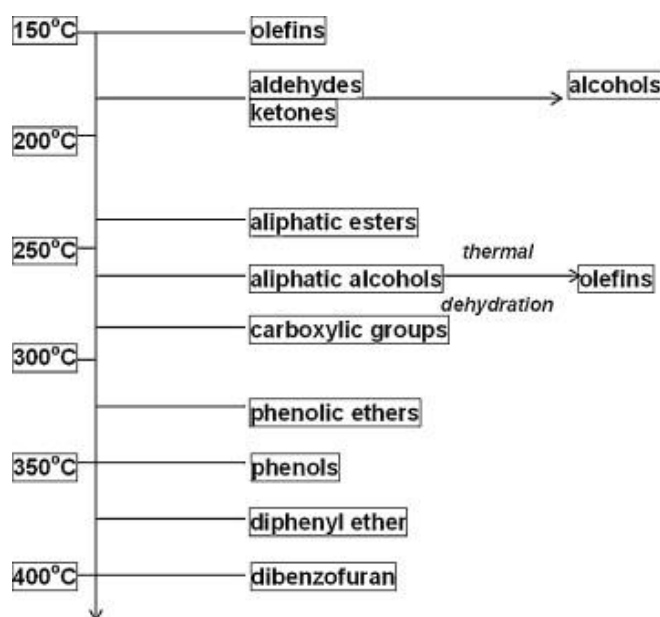 150°C olefins
aldehydes alcohols
ketones
200°C
aliphatic esters
250°C
thermal
aliphatic alcohols olefins
dehydration
carboxylic groups
300°C
phenolic ethers
350°C phenols
diphenyl ether
400°C dibenzofuran